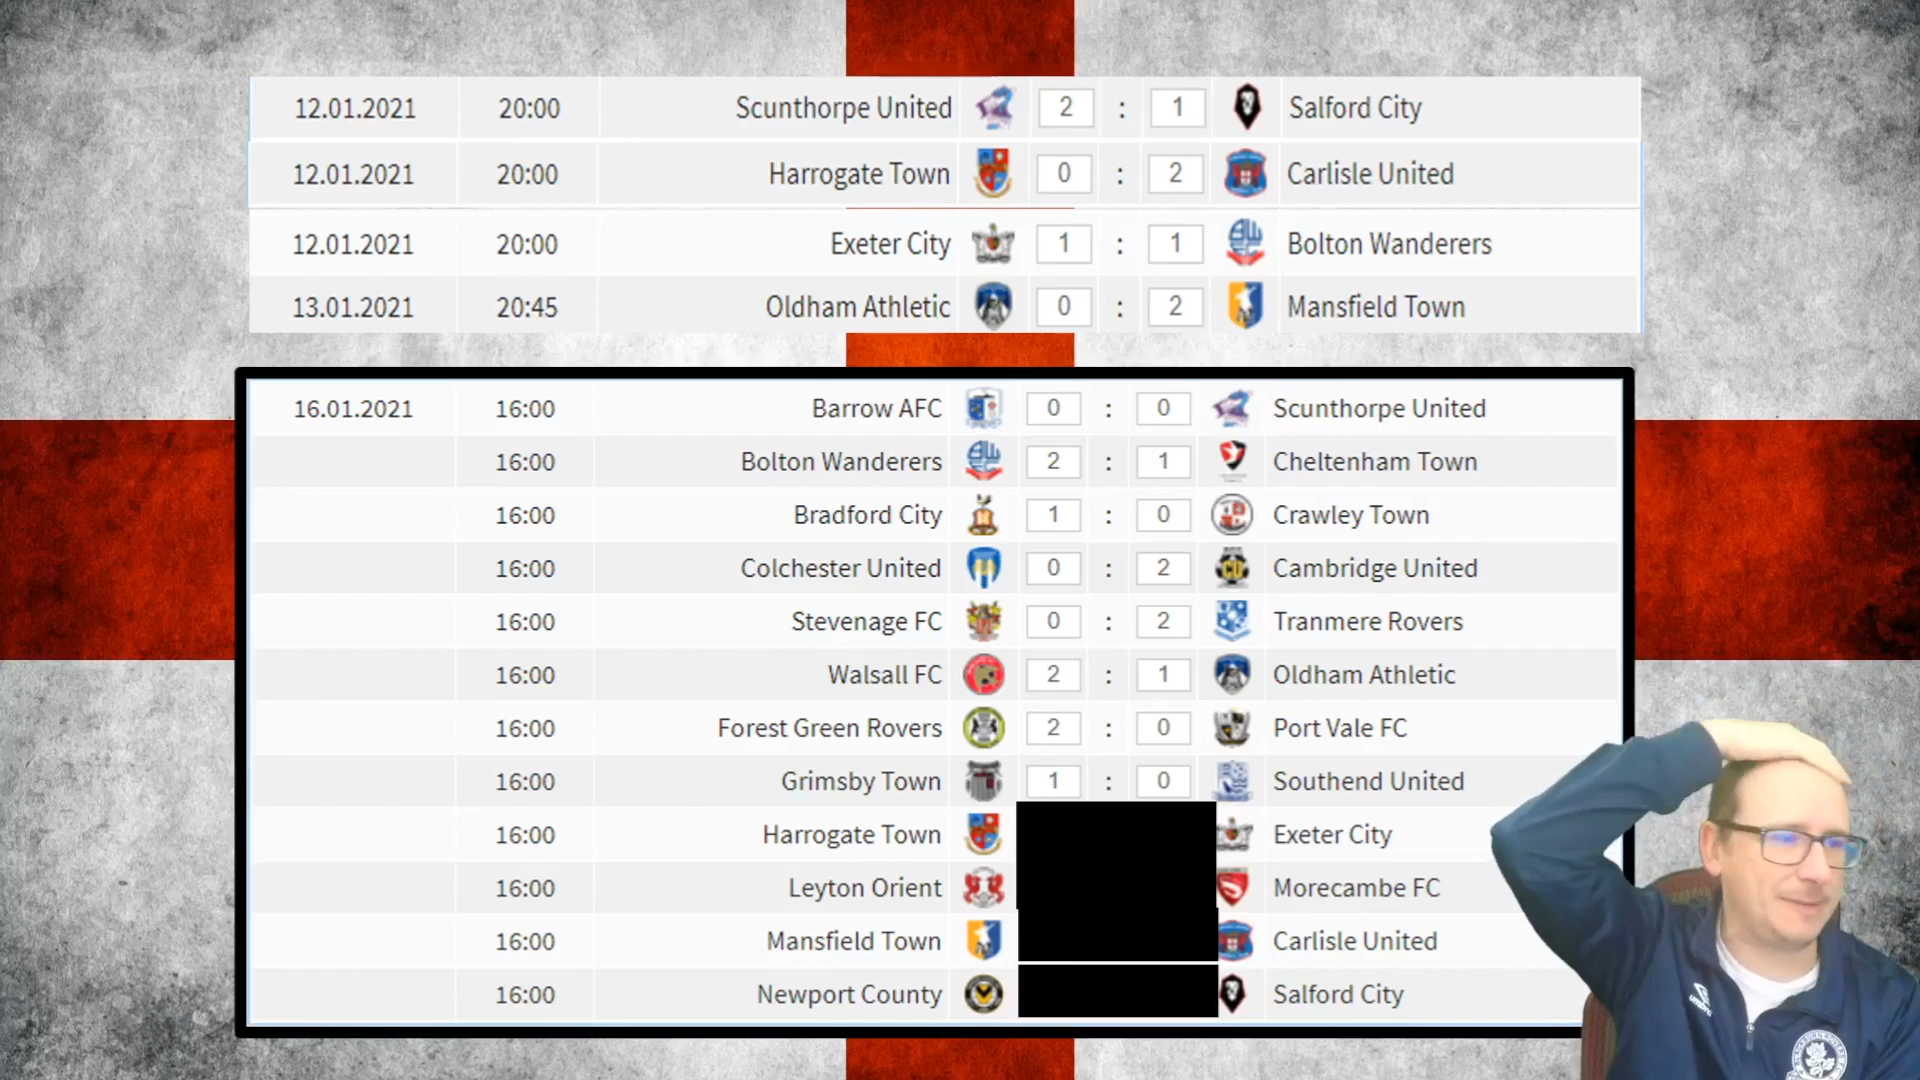 12.01.2021 20:00 Scunthorpe United 2 : 1 Salford City
12.01.2021 20:00 Harrogate Town 0 : 2 Carlisle United
12.01.2021 20:00 Exeter City 1 : 1 Bolton Wanderers
13.01.2021 20:45 Oldham Athletic 0 : 2 Mansfield Town
16.01.2021 16:00 Barrow AFC 0 : 0 Scunthorpe United
16:00 Bolton Wanderers 2 : 1 Cheltenham Town
16:00 Bradford City 1 : 0 Crawley Town
16:00 Colchester United 0 : 2 Cambridge United
16:00 Stevenage FC 0 : 2 Tranmere Rovers
16:00 Walsall FC 2 : 1 Oldham Athletic
16:00 Forest Green Rovers 2 : 0 Port Vale FC
16:00 Grimsby Town 1 : 0 Southend United
16:00 Harrogate Town Exeter City
16:00 Leyton Orient Morecambe FC
16:00 Mansfield Town Carlisle United
16:00 Newport County Salford City